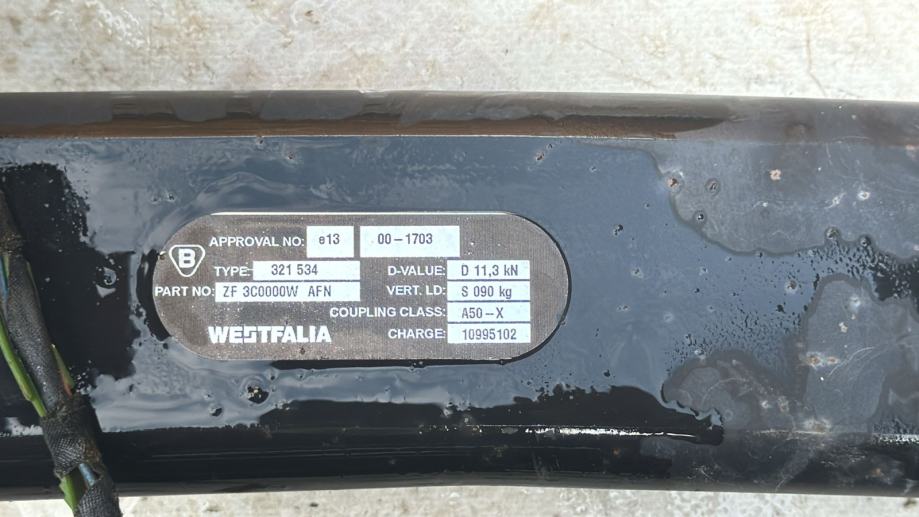 APPROVAL NO: e13 00-1703
B
TYPE: 321 534 D-VALUE: D 11,3 kN
PART NO: ZF 3C0000W AFN VERT. LD: S 090 kg
COUPLING CLASS: A50-X
WESTFALIA CHARGE: 10995102